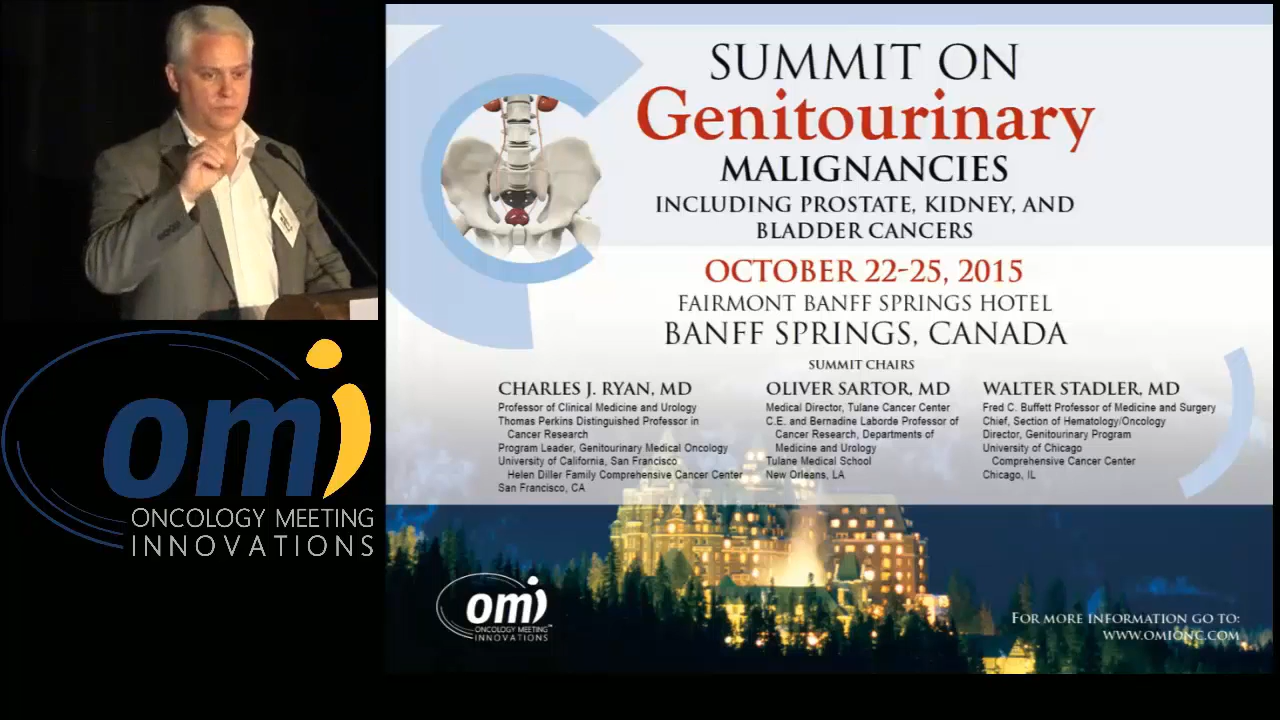 SUMMIT ON
Genitourinary
MALIGNANCIES
INCLUDING PROSTATE, KIDNEY, AND
BLADDER CANCERS
OCTOBER 22-25, 2015
FAIRMONT BANFF SPRINGS HOTEL
BANFF SPRINGS, CANADA
SUMMIT CHAIRS
CHARLES J. RYAN, MD
Professor of Clinical Medicine and Urology
Thomas Perkins Distinguished Professor in
Cancer Research
Program Leader, Genitourinary Medical Oncology
University of California, San Francisco
Helen Diller Family Comprehensive Cancer Center
San Francisco, CA
OLIVER SARTOR, MD
Medical Director, Tulane Cancer Center
C.E. and Bernadine Laborde Professor of
Cancer Research, Departments of
Medicine and Urology
Tulane Medical School
New Orleans, LA
WALTER STADLER, MD
Fred C. Buffett Professor of Medicine and Surgery
Chief, Section of Hematology/Oncology
Director, Genitourinary Program
University of Chicago
Comprehensive Cancer Center
Chicago, IL
omi
ONCOLOGY MEETING
INNOVATIONS
omi
ONCOLOGY MEETING™
INNOVATIONS
FOR MORE INFORMATION GO TO:
WWW.OMIONC.COM